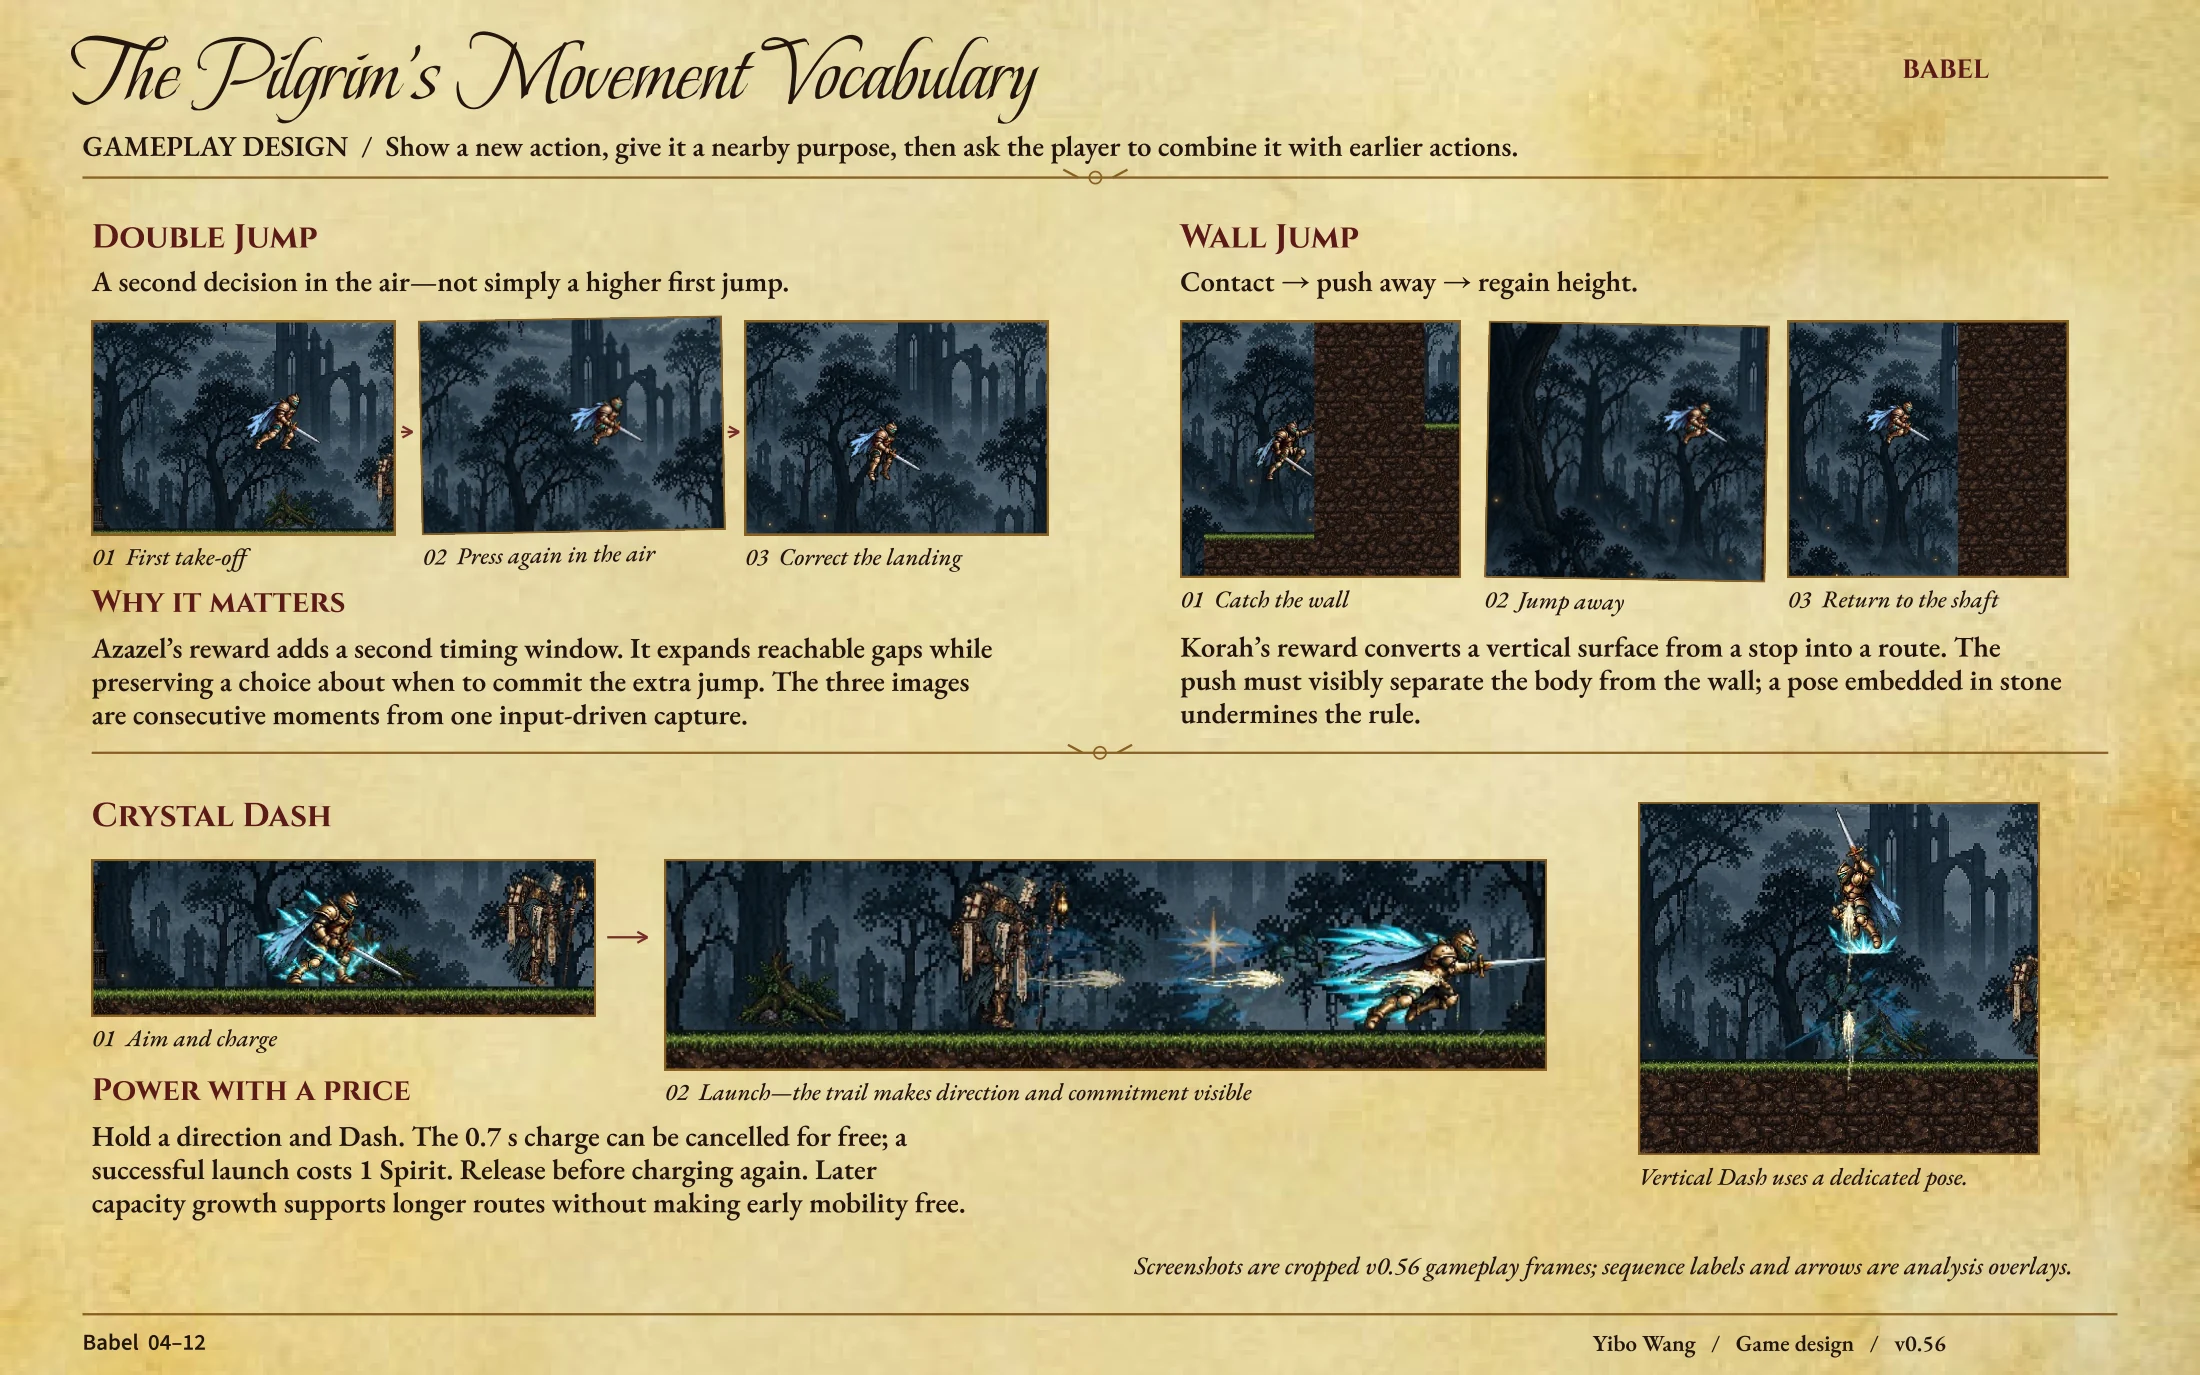 The Pilgrim's Movement Vocabulary
BABEL
GAMEPLAY DESIGN / Show a new action, give it a nearby purpose, then ask the player to combine it with earlier actions.
DOUBLE JUMP
A second decision in the air—not simply a higher first jump.
01 First take-off
02 Press again in the air
03 Correct the landing
WHY IT MATTERS
Azazel's reward adds a second timing window. It expands reachable gaps while
preserving a choice about when to commit the extra jump. The three images
are consecutive moments from one input-driven capture.
WALL JUMP
Contact → push away → regain height.
01 Catch the wall
02 Jump away
03 Return to the shaft
Korah's reward converts a vertical surface from a stop into a route. The
push must visibly separate the body from the wall; a pose embedded in stone
undermines the rule.
CRYSTAL DASH
01 Aim and charge
02 Launch—the trail makes direction and commitment visible
POWER WITH A PRICE
Hold a direction and Dash. The 0.7 s charge can be cancelled for free; a
successful launch costs 1 Spirit. Release before charging again. Later
capacity growth supports longer routes without making early mobility free.
Vertical Dash uses a dedicated pose.
Screenshots are cropped v0.56 gameplay frames; sequence labels and arrows are analysis overlays.
Babel 04–12
Yibo Wang / Game design / v0.56